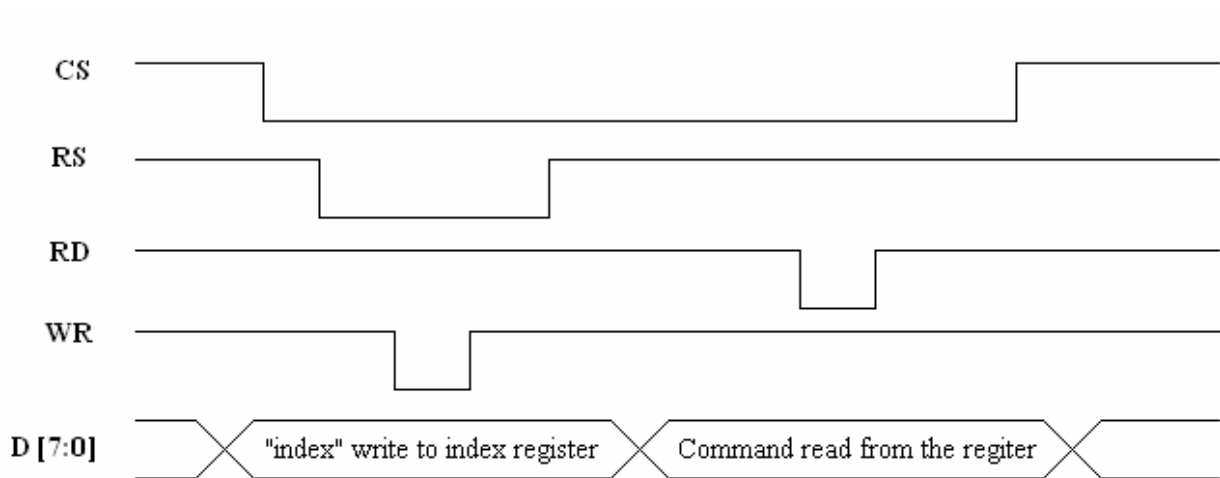 CS
RS
RD
WR
D [7:0]
"index" write to index register
Command read from the regiter